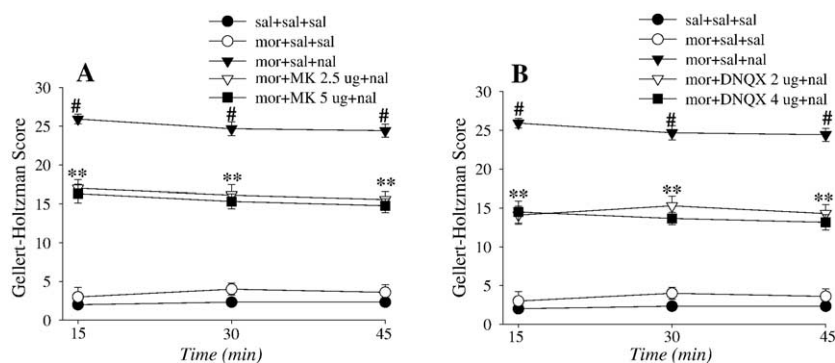 A
sal+sal+sal
mor+sal+sal
mor+sal+nal
mor+MK 2.5 ug+nal
mor+MK 5 ug+nal
Gellert-Holtzman Score
30
25
20
15
10
5
0
# # #
** ** **
15 30 45
Time (min)
B
sal+sal+sal
mor+sal+sal
mor+sal+nal
mor+DNQX 2 ug+nal
mor+DNQX 4 ug+nal
Gellert-Holtzman Score
30
25
20
15
10
5
0
# # #
** ** **
15 30 45
Time (min)